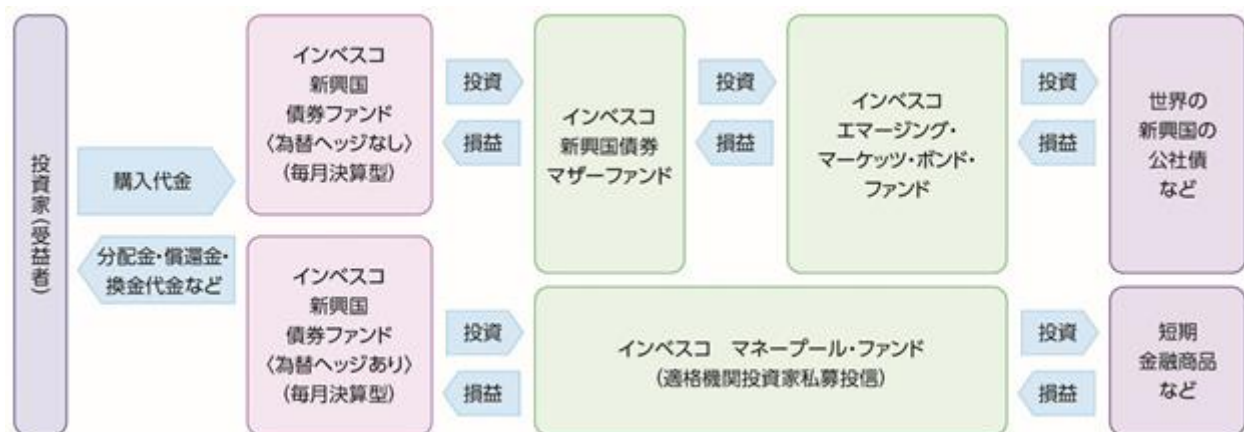 投資家(受益者)
購入代金
分配金・償還金・
換金代金など
インベスコ
新興国
債券ファンド
〈為替ヘッジなし〉
(毎月決算型)
インベスコ
新興国
債券ファンド
〈為替ヘッジあり〉
(毎月決算型)
投資
損益
投資
損益
インベスコ
新興国債券
マザーファンド
投資
損益
インベスコ
エマージング・
マーケッツ・ボンド・
ファンド
インベスコ マネープール・ファンド
(適格機関投資家私募投信)
投資
損益
投資
損益
世界の
新興国の
公社債
など
短期
金融商品
など